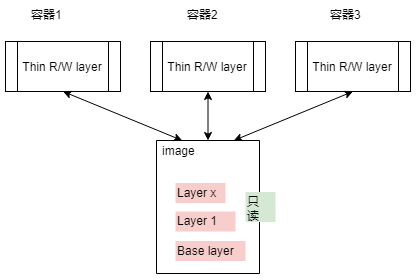 容器1
容器2
容器3
Thin R/W layer
Thin R/W layer
Thin R/W layer
image
Layer x
只
读
Layer 1
Base layer